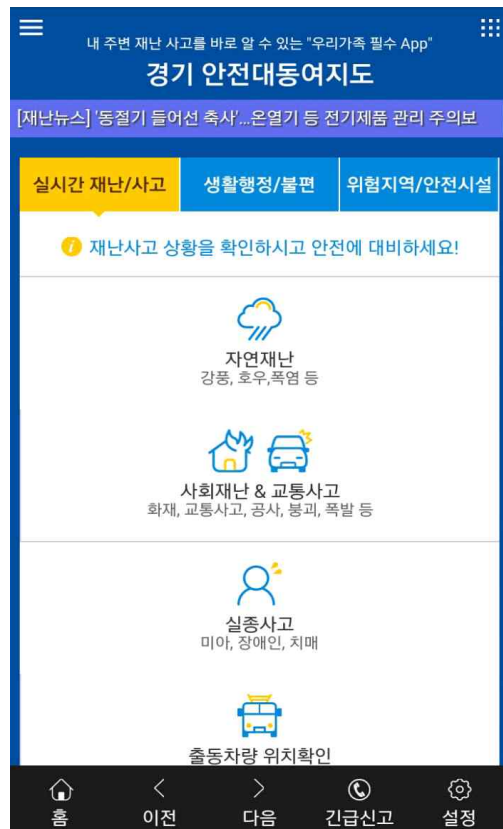 내 주변 재난 사고를 바로 알 수 있는 "우리가족 필수 App"
경기 안전대동여지도
[재난뉴스] '동절기 들어선 축사'...온열기 등 전기제품 관리 주의보
실시간 재난/사고 생활행정/불편 위험지역/안전시설
재난사고 상황을 확인하시고 안전에 대비하세요!
자연재난
강풍, 호우,폭염 등
사회재난 & 교통사고
화재, 교통사고, 공사, 붕괴, 폭발 등
실종사고
미아, 장애인, 치매
출동차량 위치확인
홈 이전 다음 긴급신고 설정